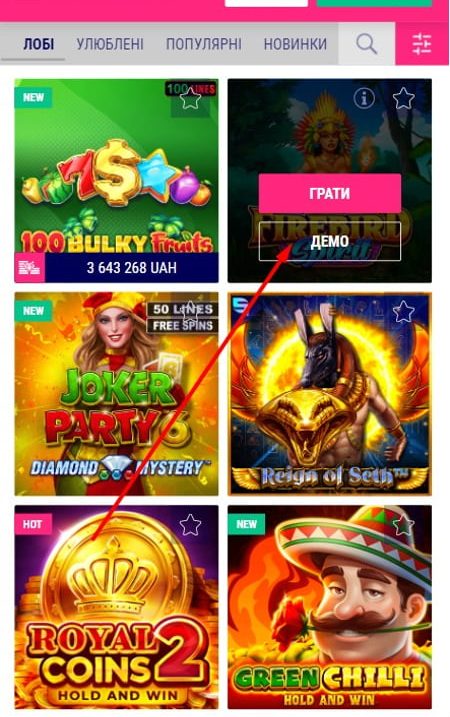 ЛОБІ УЛЮБЛЕНІ ПОПУЛЯРНІ НОВИНКИ
NEW
100 LINES
100 BULKY Fruits
3 643 268 UAH
ГРАТИ
ДЕМО
FIREBIRD
Spirit
NEW
50 LINES
FREE SPINS
JOKER
PARTY 6
DIAMOND MYSTERY™
Reign of Seth™
HOT
ROYAL
COINS 2
HOLD AND WIN
NEW
GREEN CHILLI
HOLD AND WIN